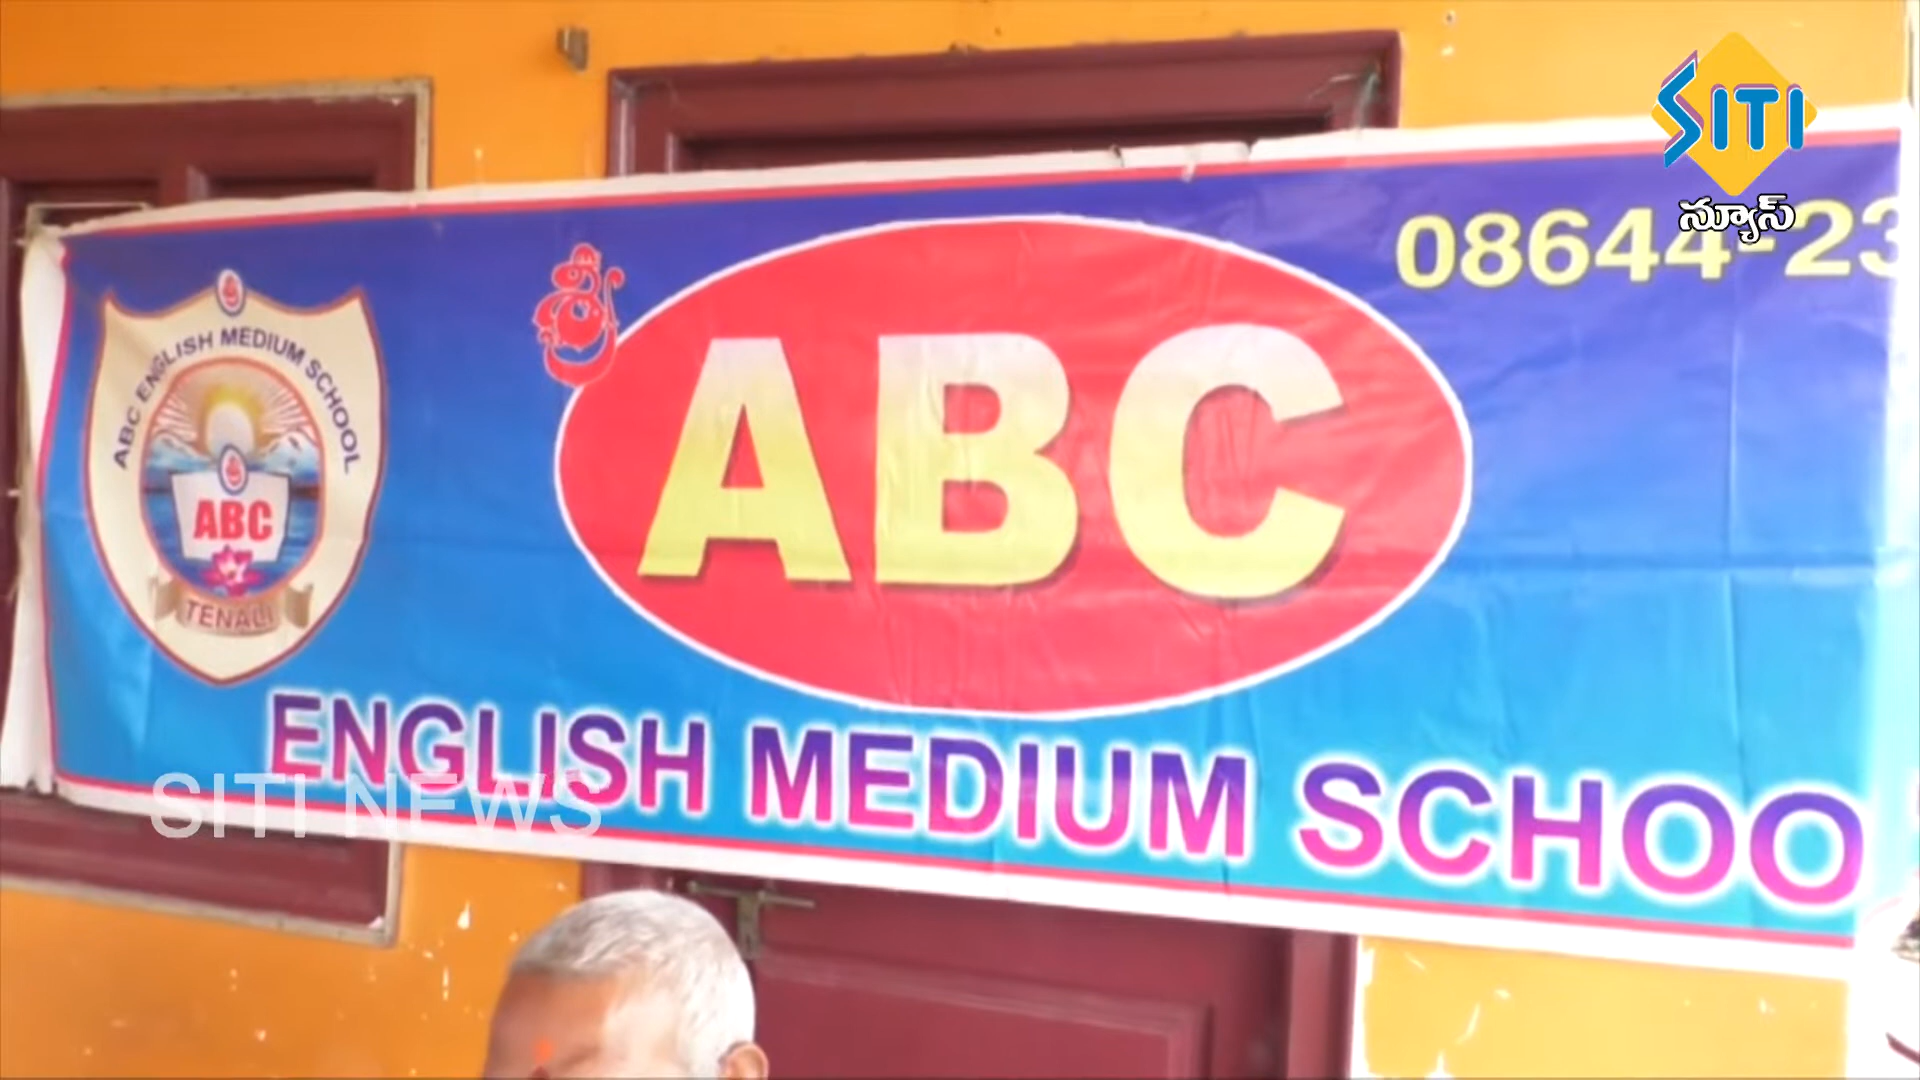 SITI
న్యూస్
08644-23
శ్రీ
ABC
ENGLISH MEDIUM SCHOO
ABC ENGLISH MEDIUM SCHOOL
ABC
TENALI
SITI NEWS